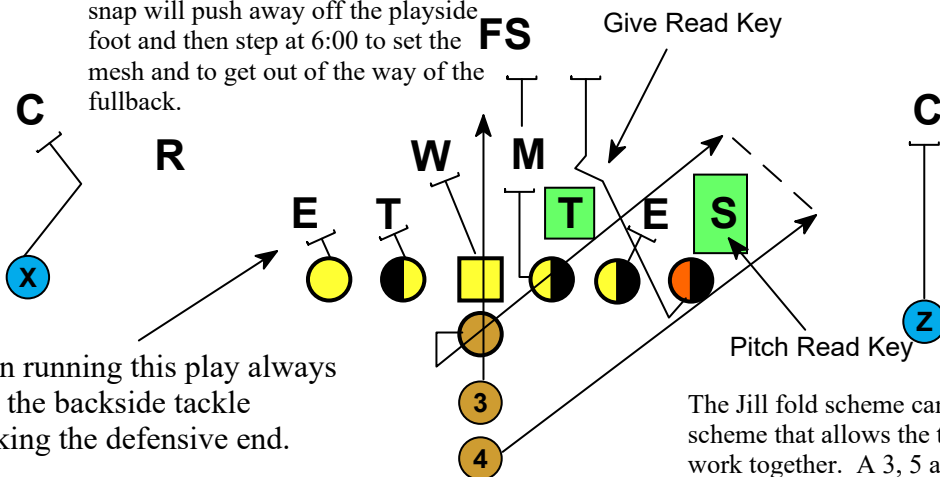 snap will push away off the playside
foot and then step at 6:00 to set the
mesh and to get out of the way of the
fullback.
FS
Give Read Key
C
R
W
M
C
E
T
T
E
S
X
Z
Pitch Read Key
n running this play always
the backside tackle
king the defensive end.
3
4
The Jill fold scheme car
scheme that allows the t
work together. A 3, 5 a